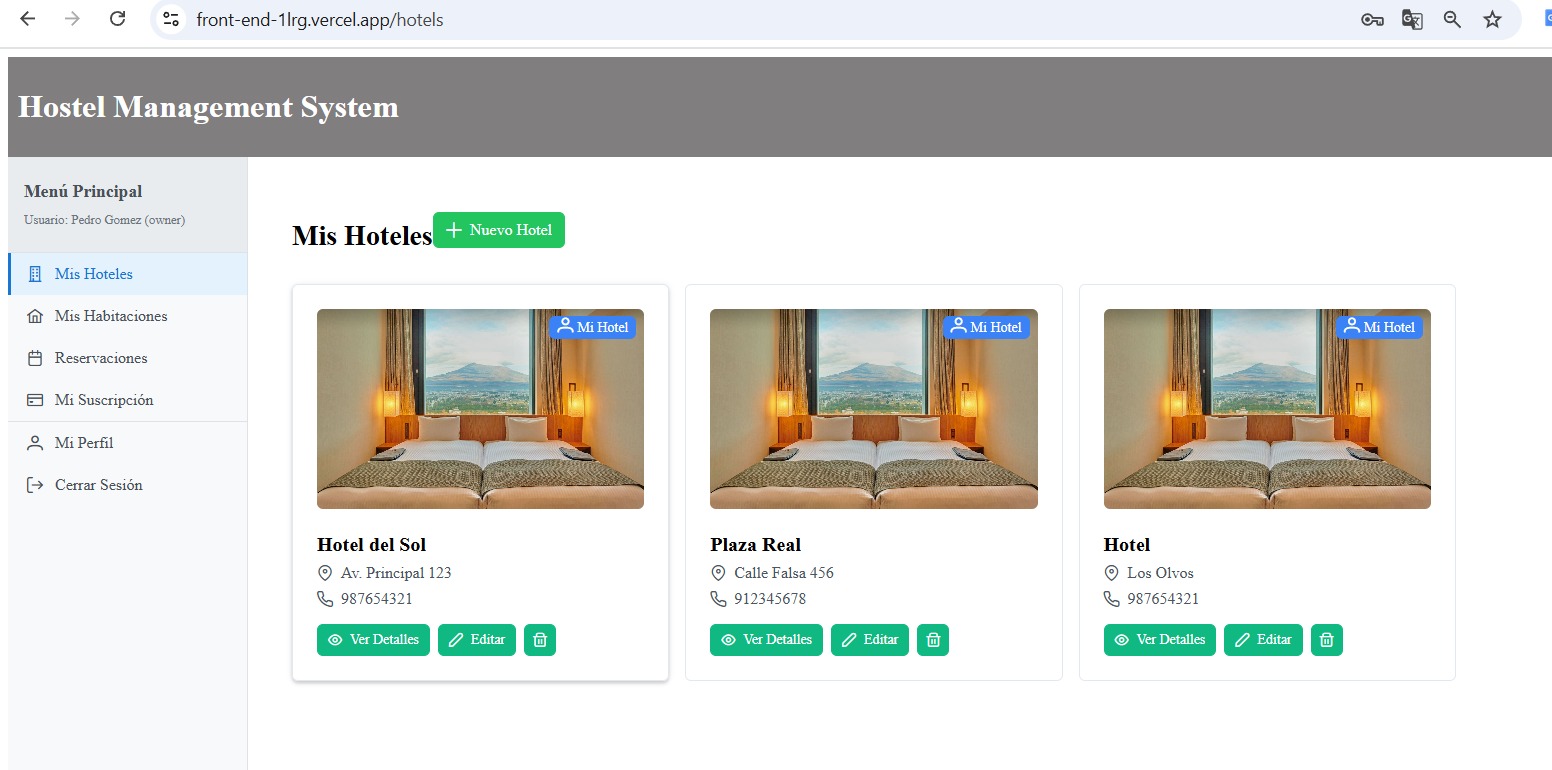 front-end-1lrg.vercel.app/hotels
Hostel Management System
Menú Principal
Usuario: Pedro Gomez (owner)
Mis Hoteles
Mis Habitaciones
Reservaciones
Mi Suscripción
Mi Perfil
Cerrar Sesión
Mis Hoteles
Nuevo Hotel
Mi Hotel
Hotel del Sol
Av. Principal 123
987654321
Ver Detalles Editar
Mi Hotel
Plaza Real
Calle Falsa 456
912345678
Ver Detalles Editar
Mi Hotel
Hotel
Los Olvos
987654321
Ver Detalles Editar